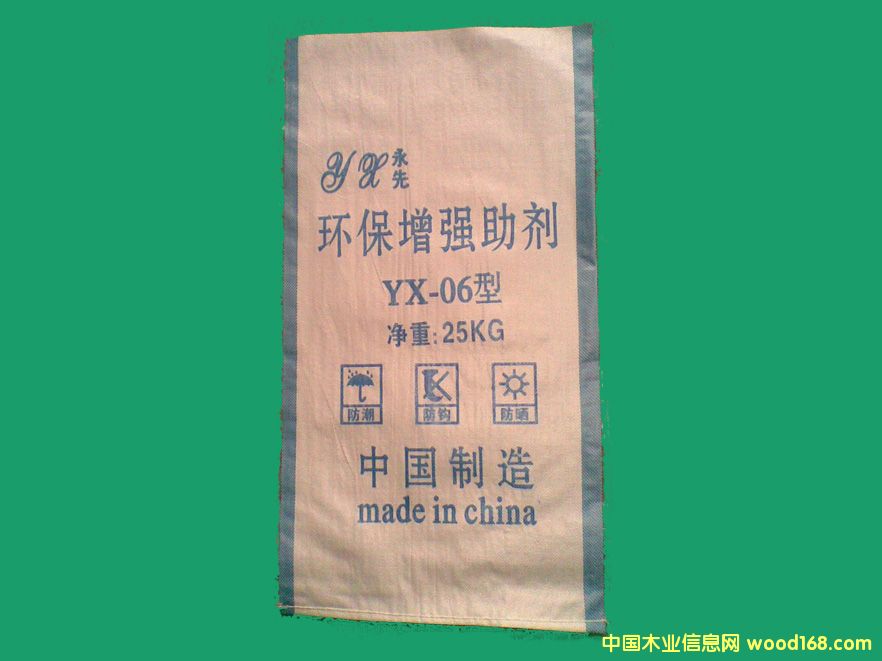 YX 永先
环保增强助剂
YX-06型
净重:25KG
防潮 防钩 防晒
中国制造
made in china
中国木业信息网 wood168.com